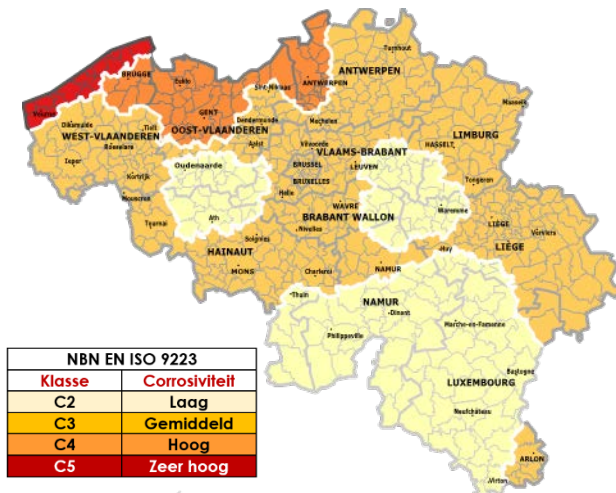 Turnhout
ANTWERPEN
BRUGGE
Eeklo
Sint-Niklaas
ANTWERPEN
Maaseik
Veurne
GENT
Diksmuide
Dendermonde
Mechelen
Tielt
WEST-VLAANDEREN
OOST-VLAANDEREN
LIMBURG
Roeselare
Aalst
Vilvoorde
HASSELT
VLAAMS-BRABANT
Ieper
Oudenaarde
BRUSSEL
LEUVEN
Kortrijk
BRUXELLES
Tongeren
Mouscron
Halle
WAVRE
Waremme
Ath
BRABANT WALLON
Tournai
Nivelles
LIÈGE
Verviers
Soignies
LIÈGE
HAINAUT
Huy
MONS
Charleroi
NAMUR
Thuin
NAMUR
Dinant
Marche-en-Famenne
Philippeville
Bastogne
LUXEMBOURG
Neufchâteau
ARLON
Virton
NBN EN ISO 9223
Klasse Corrosiviteit
C2 Laag
C3 Gemiddeld
C4 Hoog
C5 Zeer hoog